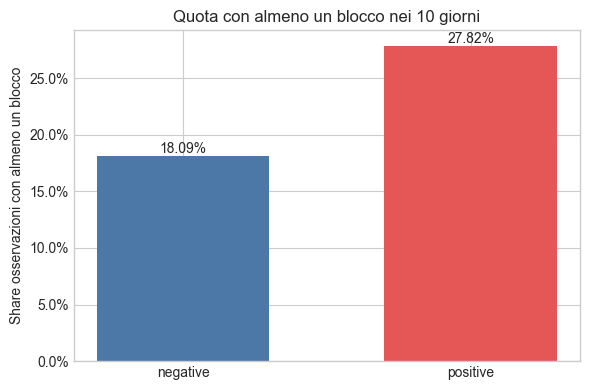 Quota con almeno un blocco nei 10 giorni
Share osservazioni con almeno un blocco
25.0%
20.0%
15.0%
10.0%
5.0%
0.0%
18.09%
27.82%
negative
positive